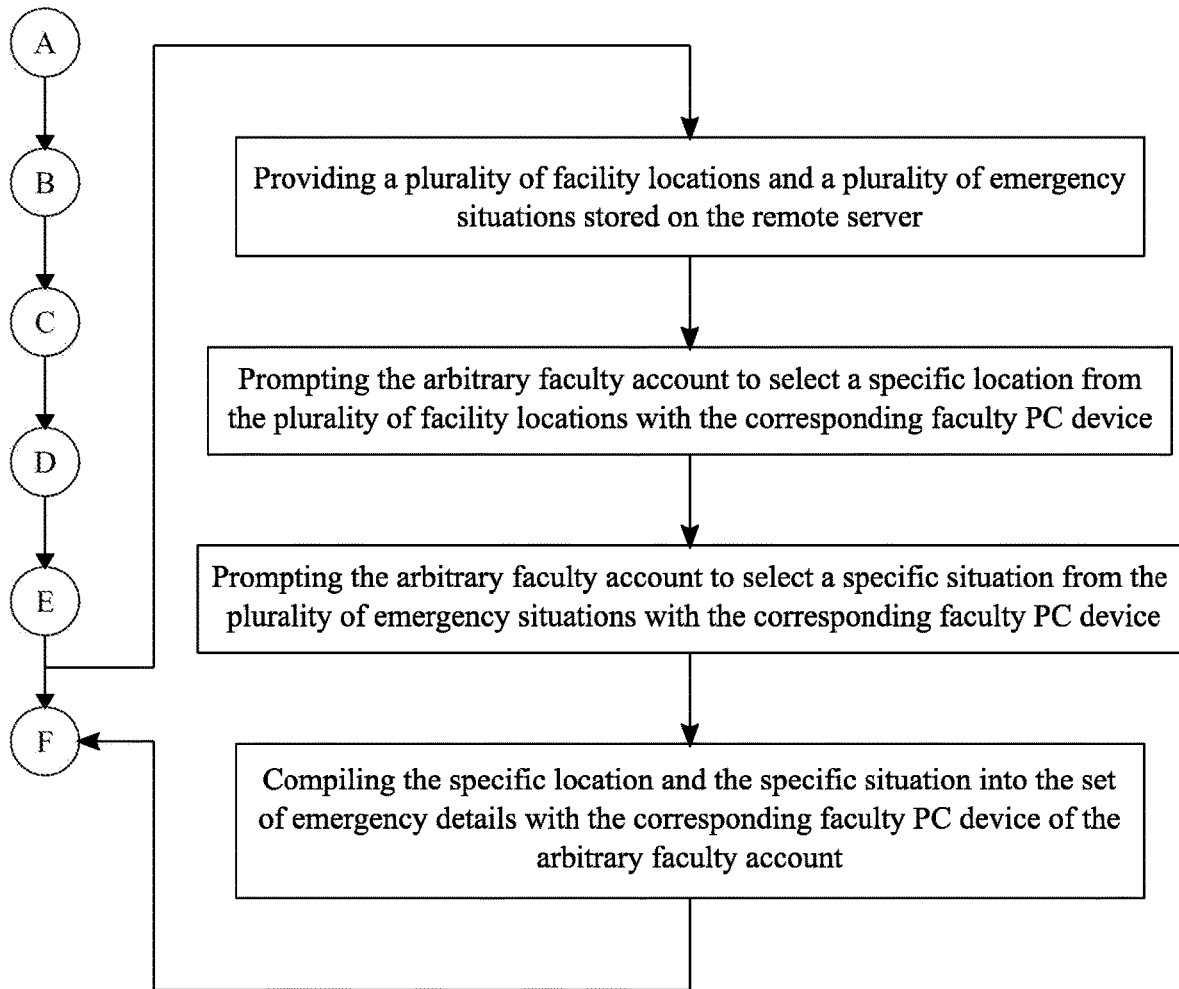 A
B
C
D
E
F
Providing a plurality of facility locations and a plurality of emergency
situations stored on the remote server
Prompting the arbitrary faculty account to select a specific location from
the plurality of facility locations with the corresponding faculty PC device
Prompting the arbitrary faculty account to select a specific situation from the
plurality of emergency situations with the corresponding faculty PC device
Compiling the specific location and the specific situation into the set
of emergency details with the corresponding faculty PC device of the
arbitrary faculty account